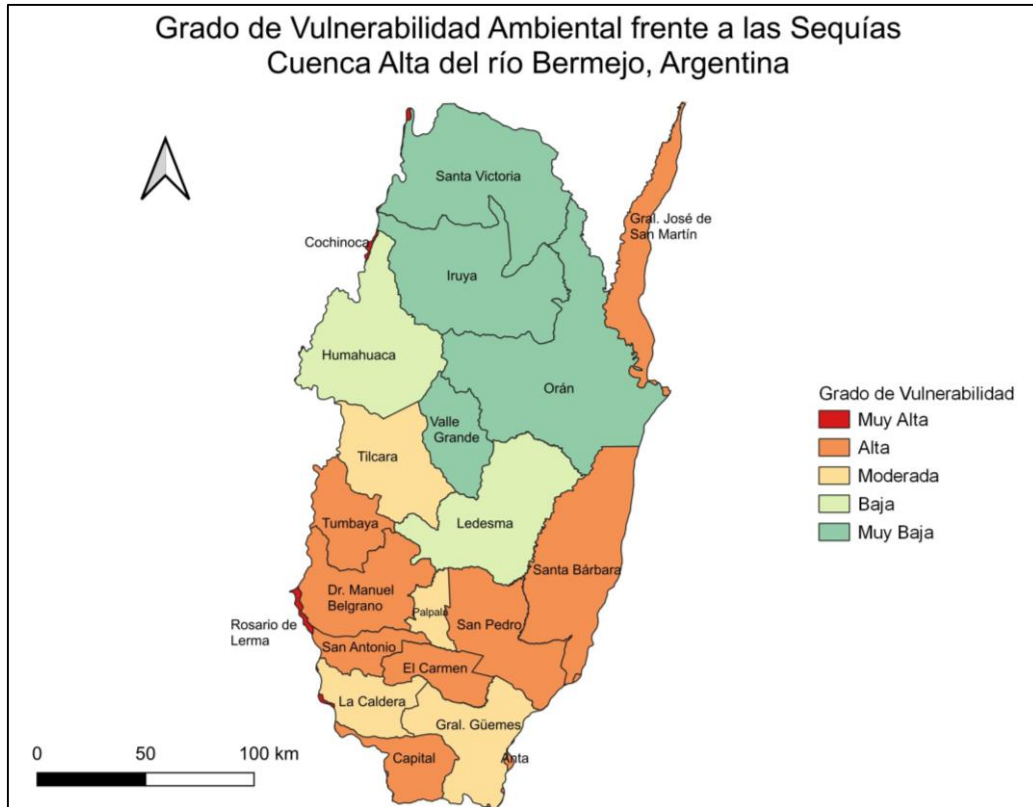 Grado de Vulnerabilidad Ambiental frente a las Sequías
Cuenca Alta del río Bermejo, Argentina
Santa Victoria
Gral. José de
San Martín
Cochinoca
Iruya
Humahuaca
Orán
Valle
Grande
Tilcara
Ledesma
Tumbaya
Santa Bárbara
Dr. Manuel
Belgrano
Palpalá
San Pedro
Rosario de
Lerma
San Antonio
El Carmen
La Caldera
Gral. Güemes
Capital
Anta
Grado de Vulnerabilidad
Muy Alta
Alta
Moderada
Baja
Muy Baja
0 50 100 km